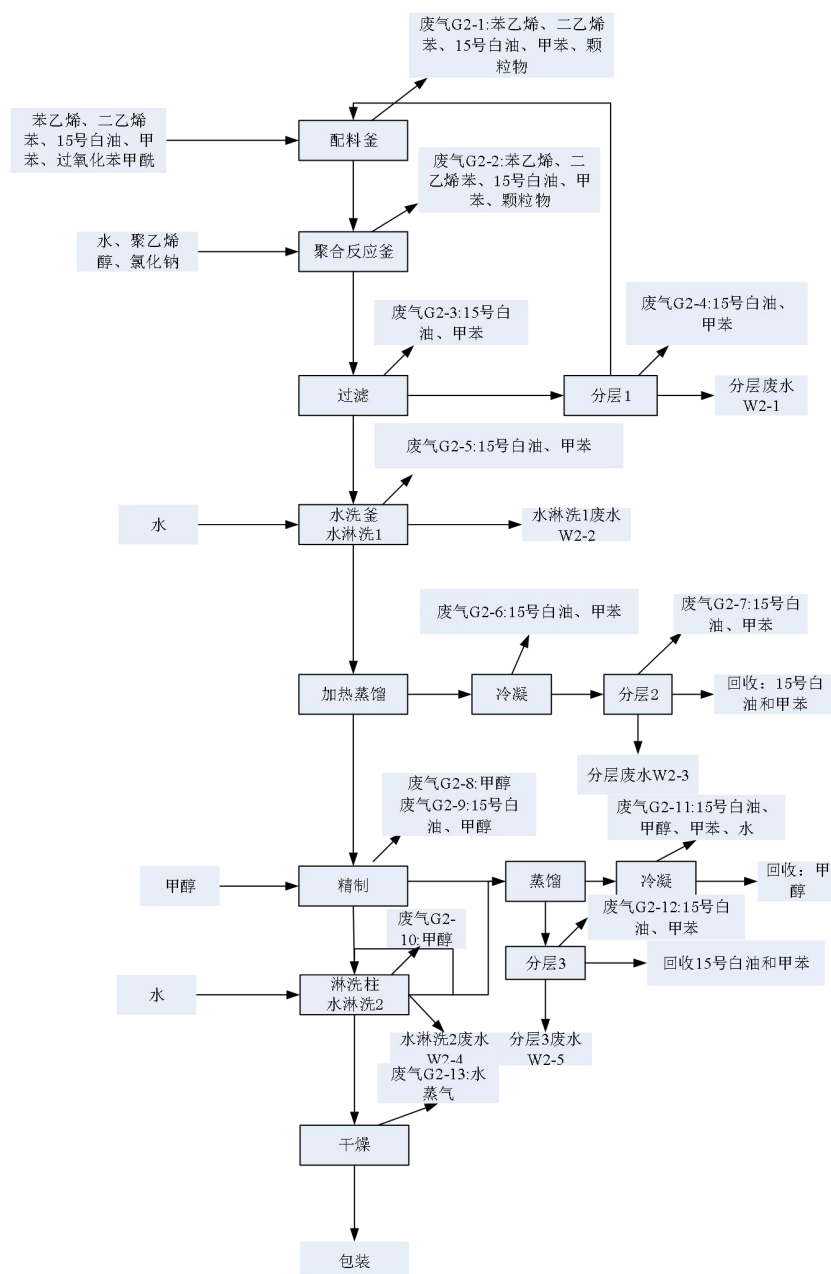 废气G2-1:苯乙烯、二乙烯
苯、15号白油、甲苯、颗
粒物
苯乙烯、二乙烯
苯、15号白油、甲
苯、过氧化苯甲酰
配料釜
废气G2-2:苯乙烯、二
乙烯苯、15号白油、甲
苯、颗粒物
水、聚乙烯
醇、氯化钠
聚合反应釜
废气G2-3:15号白
油、甲苯
废气G2-4:15号白油、
甲苯
过滤
分层1
分层废水
W2-1
废气G2-5:15号白油、甲苯
水
水洗釜
水淋洗1
水淋洗1废水
W2-2
废气G2-6:15号白油、甲苯
废气G2-7:15号白
油、甲苯
加热蒸馏
冷凝
分层2
回收：15号白
油和甲苯
分层废水W2-3
废气G2-8:甲醇
废气G2-9:15号白
油、甲醇
废气G2-11:15号白油、
甲醇、甲苯、水
甲醇
精制
蒸馏
冷凝
回收：甲
醇
废气G2-
10:甲醇
废气G2-12:15号白
油、甲苯
分层3
回收15号白油和甲苯
水
淋洗柱
水淋洗2
水淋洗2废水
W2-4
分层3废水
W2-5
废气G2-13:水
蒸气
干燥
包装